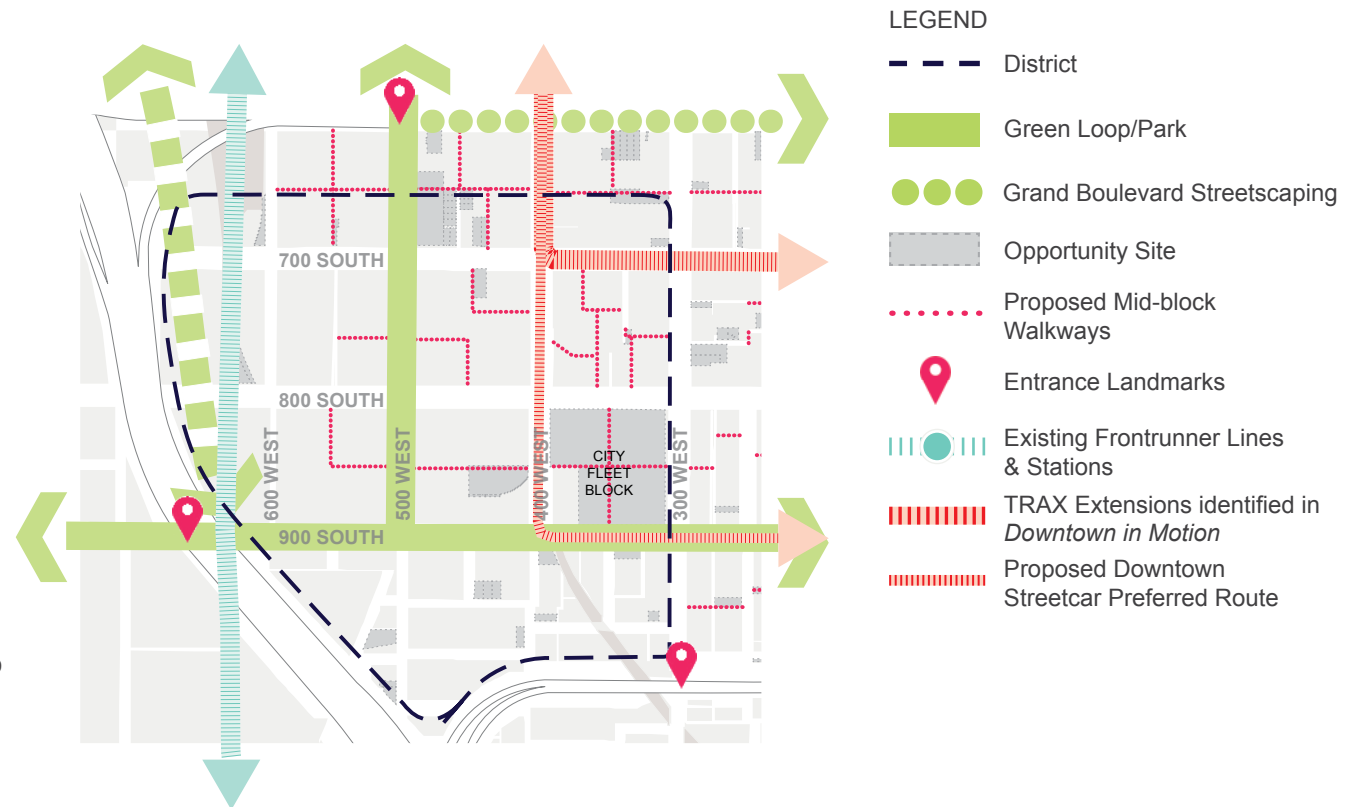 LEGEND
District
Green Loop/Park
Grand Boulevard Streetscaping
Opportunity Site
Proposed Mid-block
Walkways
Entrance Landmarks
Existing Frontrunner Lines
& Stations
TRAX Extensions identified in
Downtown in Motion
Proposed Downtown
Streetcar Preferred Route
700 SOUTH
800 SOUTH
900 SOUTH
600 WEST
500 WEST
400 WEST
300 WEST
CITY
FLEET
BLOCK